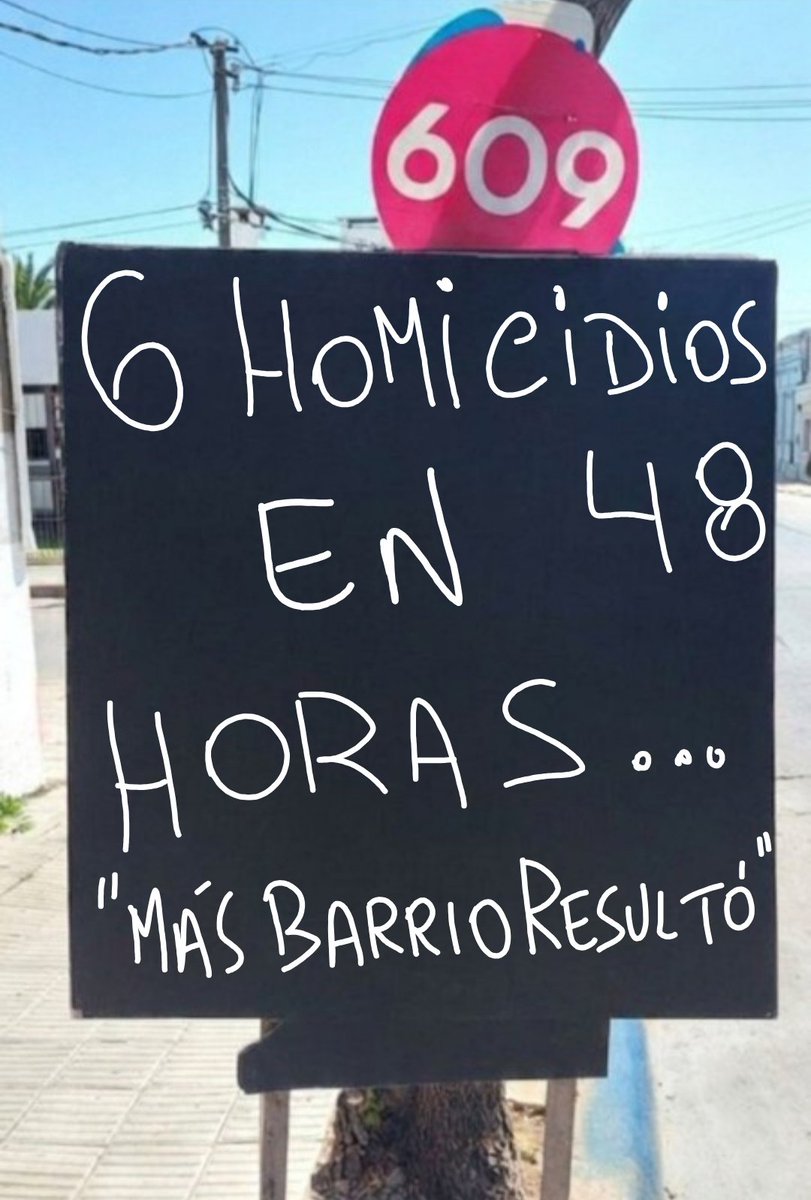 609
6 HOMICIDIOS
EN 48
HORAS...
"MÁS BARRIO RESULTÓ"